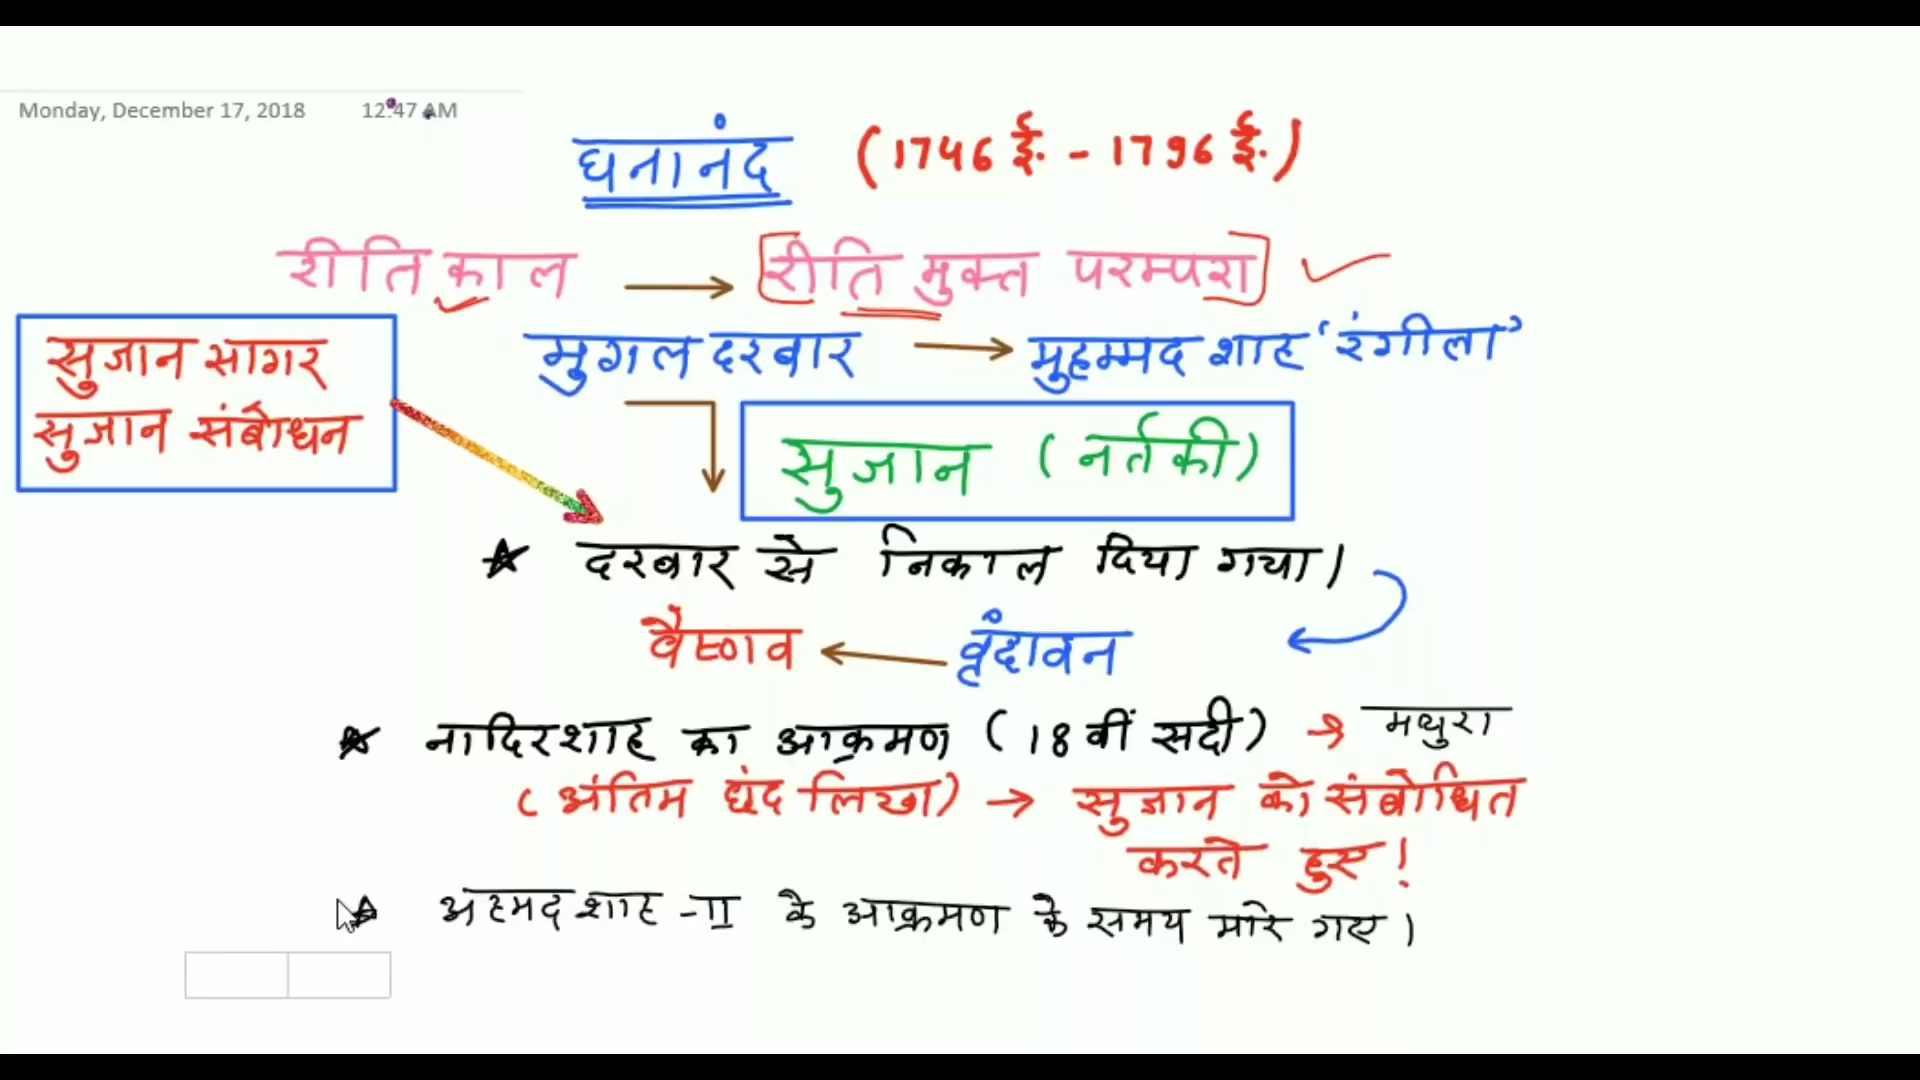 Monday, December 17, 2018 12:47 AM
घनानंद (1746 ई. - 1796 ई.)
रीति काल → रीति मुक्त परम्परा ✓
सुजान सागर
सुजान संबोधन
मुगल दरबार → मुहम्मद शाह 'रंगीला'
सुजान (नर्तकी)
★ दरबार से निकाल दिया गया।
वैष्णव ← वृंदावन
★ नादिरशाह का आक्रमण (18 वीं सदी) → मथुरा
(अंतिम छंद लिखा) → सुजान को संबोधित
करते हुए!
★ अहमद शाह -II के आक्रमण के समय मारे गए।